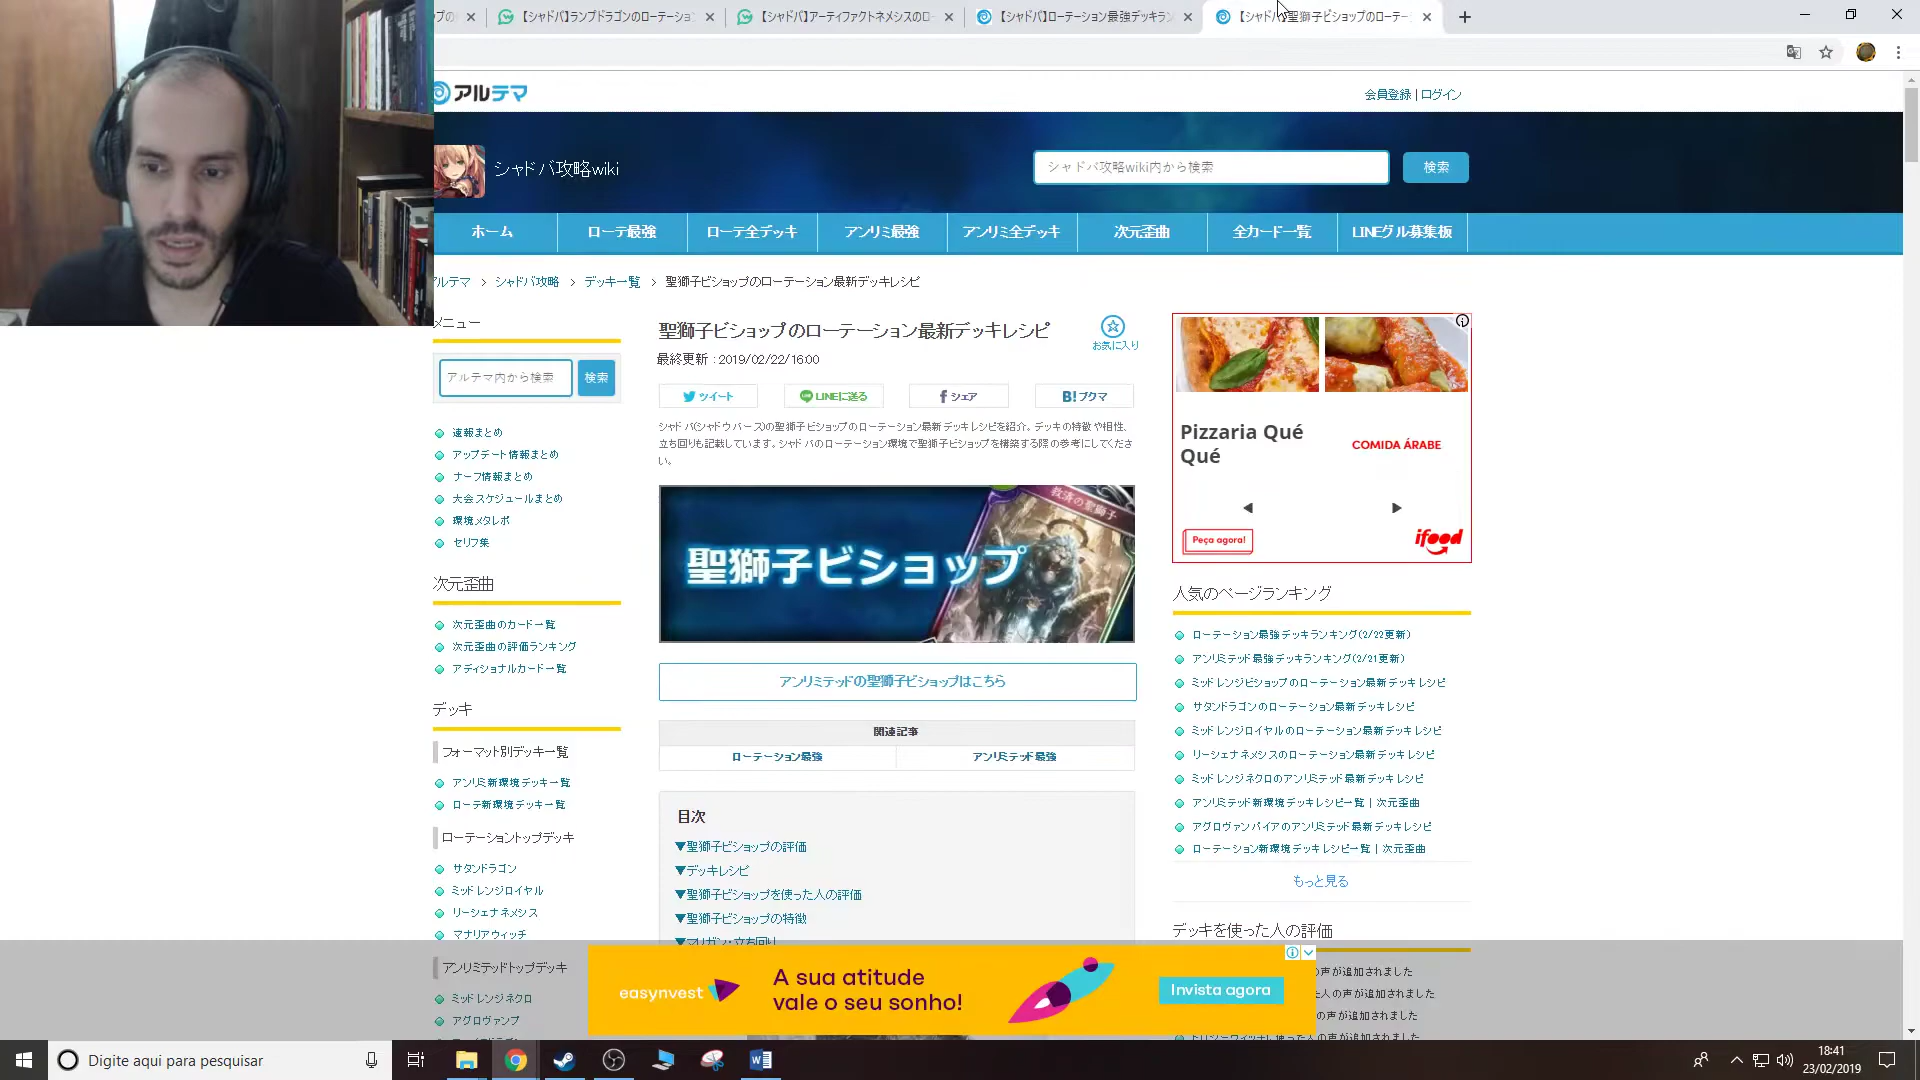 【シャドバ】ランプドラゴンのローテーション
【シャドバ】アーティファクトネメシスのロー
【シャドバ】ローテーション最強デッキラン
【シャドバ】聖獅子ビショップのローテー
アルテマ
会員登録 | ログイン
シャドバ攻略wiki
シャドバ攻略wiki内から検索
検索
ホーム
ローテ最強
ローテ全デッキ
アンリミ最強
アンリミ全デッキ
次元歪曲
全カード一覧
LINEグル募集板
アルテマ > シャドバ攻略 > デッキ一覧 > 聖獅子ビショップのローテーション最新デッキレシピ
メニュー
アルテマ内から検索
検索
速報まとめ
アップデート情報まとめ
ナーフ情報まとめ
大会スケジュールまとめ
環境メタレポ
セリフ集
次元歪曲
次元歪曲のカード一覧
次元歪曲の評価ランキング
アディショナルカード一覧
デッキ
フォーマット別デッキ一覧
アンリミ新環境デッキ一覧
ローテ新環境デッキ一覧
ローテーショントップデッキ
サタンドラゴン
ミッドレンジロイヤル
リーシェナネメシス
マナリアウィッチ
アンリミテッドトップデッキ
ミッドレンジネクロ
アグロヴァンプ
聖獅子ビショップのローテーション最新デッキレシピ
お気に入り
最終更新 : 2019/02/22/16:00
ツイート
LINEに送る
シェア
B!ブクマ
シャドバ(シャドウバース)の聖獅子ビショップのローテーション最新デッキレシピを紹介。デッキの特徴や相性、
立ち回りも記載しています。シャドバのローテーション環境で聖獅子ビショップを構築する際の参考にしてくださ
い。
救済の聖獅子
聖獅子ビショップ
アンリミテッドの聖獅子ビショップはこちら
関連記事
ローテーション最強
アンリミテッド最強
目次
▼聖獅子ビショップの評価
▼デッキレシピ
▼聖獅子ビショップを使った人の評価
▼聖獅子ビショップの特徴
▼マリガン・立ち回り
Pizzaria Qué
Qué
COMIDA ÁRABE
Peça agora!
ifood
人気のページランキング
ローテーション最強デッキランキング(2/22更新)
アンリミテッド最強デッキランキング(2/21更新)
ミッドレンジビショップのローテーション最新デッキレシピ
サタンドラゴンのローテーション最新デッキレシピ
ミッドレンジロイヤルのローテーション最新デッキレシピ
リーシェナネメシスのローテーション最新デッキレシピ
ミッドレンジネクロのアンリミテッド最新デッキレシピ
アンリミテッド新環境デッキレシピ一覧 | 次元歪曲
アグロヴァンパイアのアンリミテッド最新デッキレシピ
ローテーション新環境デッキレシピ一覧 | 次元歪曲
もっと見る
デッキを使った人の評価
声が追加されました
人の声が追加されました
の声が追加されました
easynvest
A sua atitude
vale o seu sonho!
Invista agora
Digite aqui para pesquisar
18:41
23/02/2019